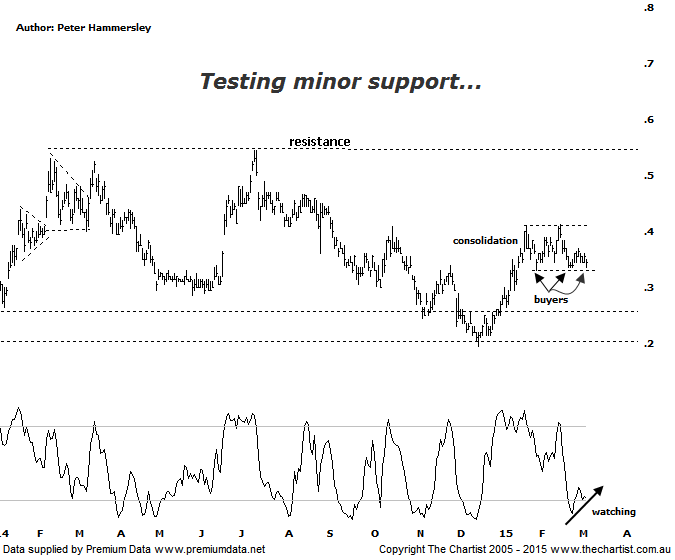 .8
Author: Peter Hammersley
.7
Testing minor support...
.6
resistance
.5
.4
consolidation
buyers
.3
.2
watching
14 F M A M J J A S O N D 15 F M A
Data supplied by Premium Data www.premiumdata.net
Copyright The Chartist 2005 - 2015 www.thechartist.com.au